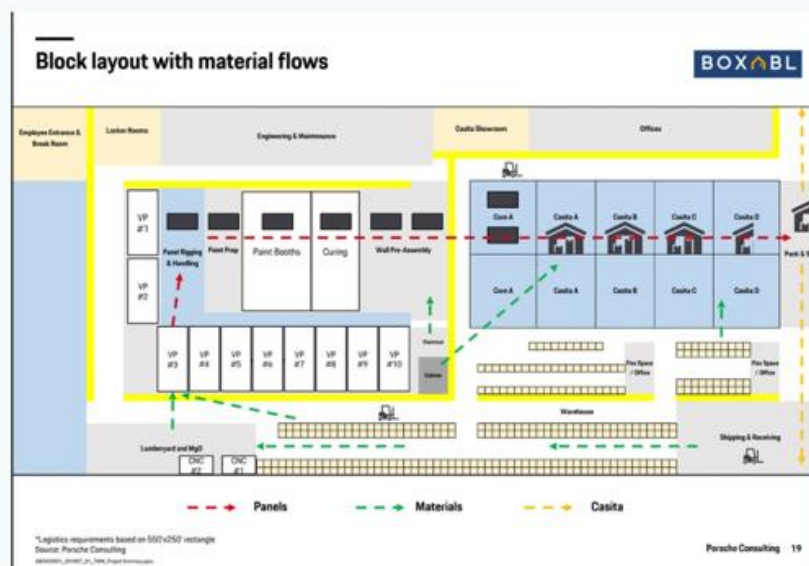 Block layout with material flows
BOXABL
Employee Entrance &
Break Room
Locker Rooms
Engineering & Maintenance
Casita Showroom
Offices
VP
#1
Panel Rigging
& Handling
Paint Prep
Paint Booths
Curing
Wall Pre-Assembly
Core A
Casita A
Casita B
Casita C
Casita D
VP
#2
Core A
Casita A
Casita B
Casita C
Casita D
VP
#3
VP
#4
VP
#5
VP
#6
VP
#7
VP
#8
VP
#9
VP
#10
Flex Space
/ Office
Flex Space
/ Office
Warehouse
Lumberyard and MgO
Shipping & Receiving
CNC
#2
CNC
#1
Panels
Materials
Casita
*Logistics requirements based on 550'x250' rectangle
Source: Porsche Consulting
Porsche Consulting 19